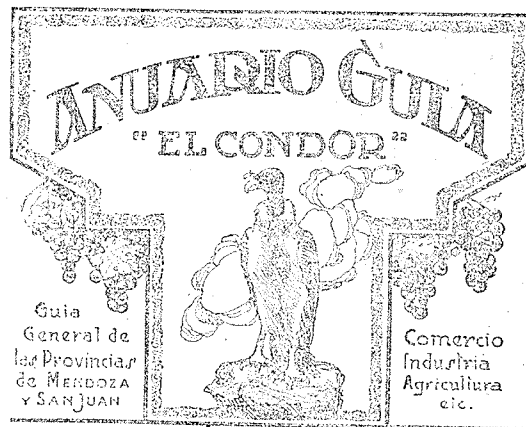 ANUARIO GUIA
"EL CONDOR"
Guia
General de
las Provincias
de MENDOZA
Y SAN JUAN
Comercio
Industria
Agricultura
etc.